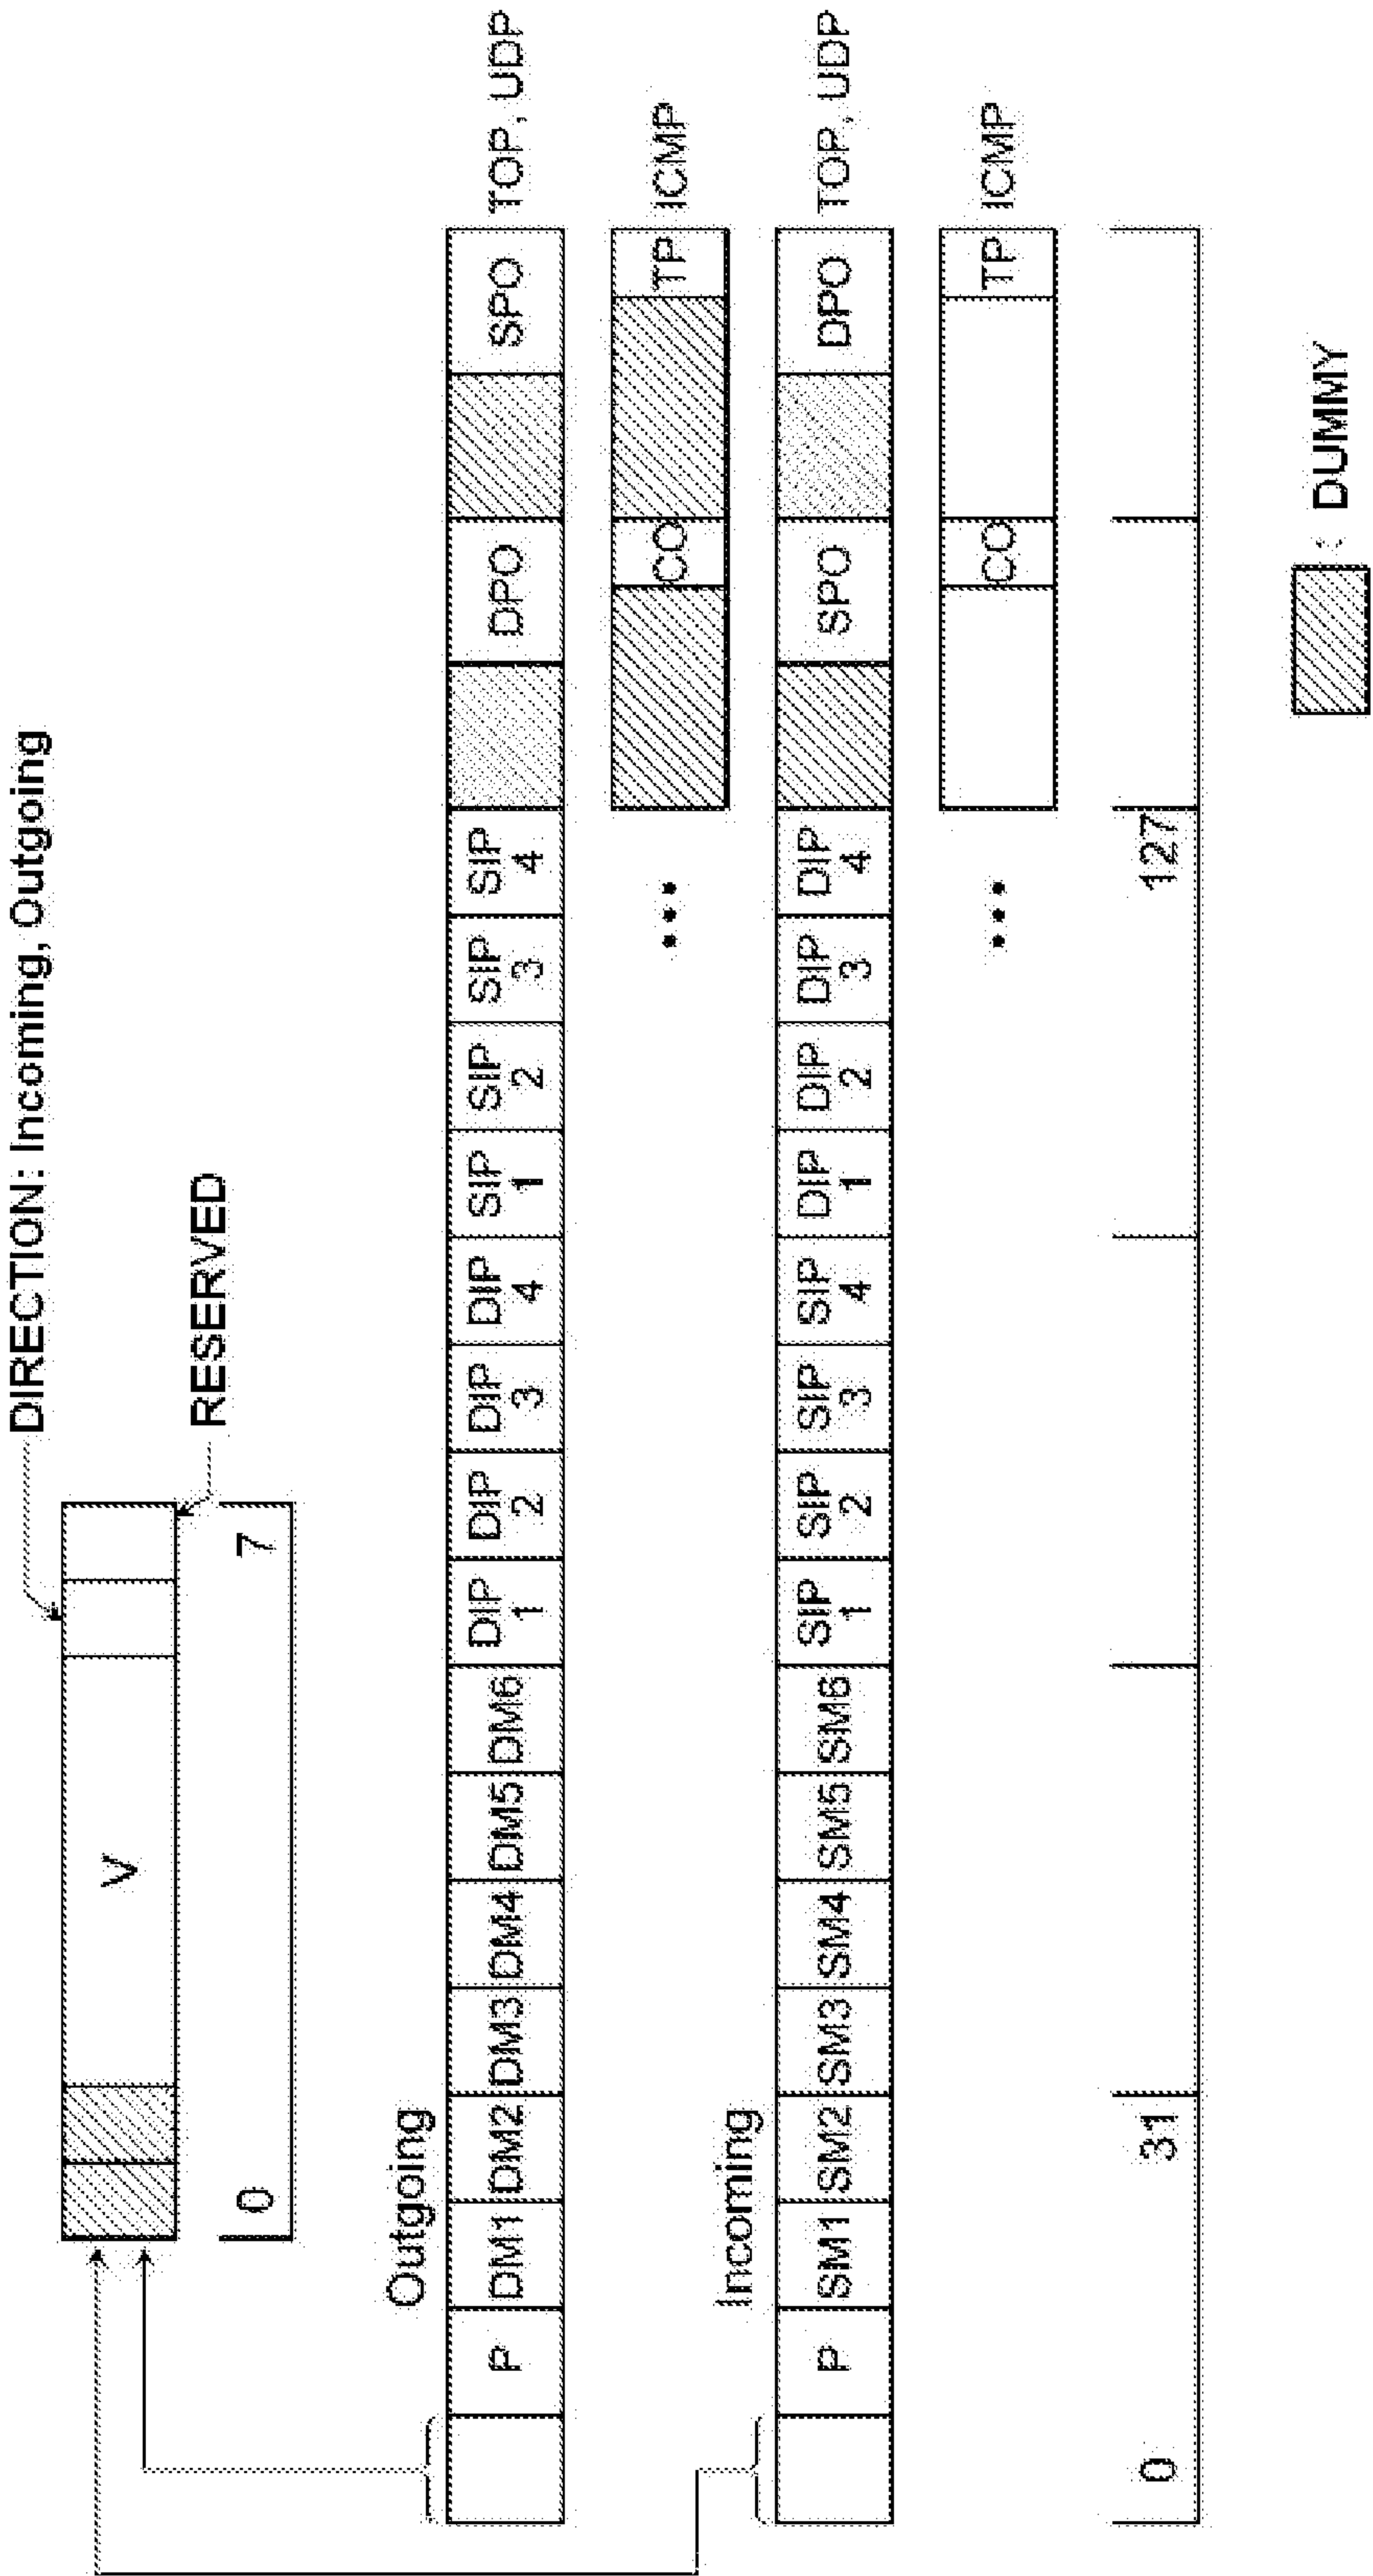 DIRECTION: Incoming, Outgoing
RESERVED
V
0 7
Outgoing
P DM1 DM2 DM3 DM4 DM5 DM6 DIP 1 DIP 2 DIP 3 DIP 4 SIP 1 SIP 2 SIP 3 SIP 4 DPO SPO TOP, UDP
... CO TP ICMP
Incoming
P SM1 SM2 SM3 SM4 SM5 SM6 SIP 1 SIP 2 SIP 3 SIP 4 DIP 1 DIP 2 DIP 3 DIP 4 SPO DPO TOP, UDP
... CO TP ICMP
0 31 127
: DUMMY